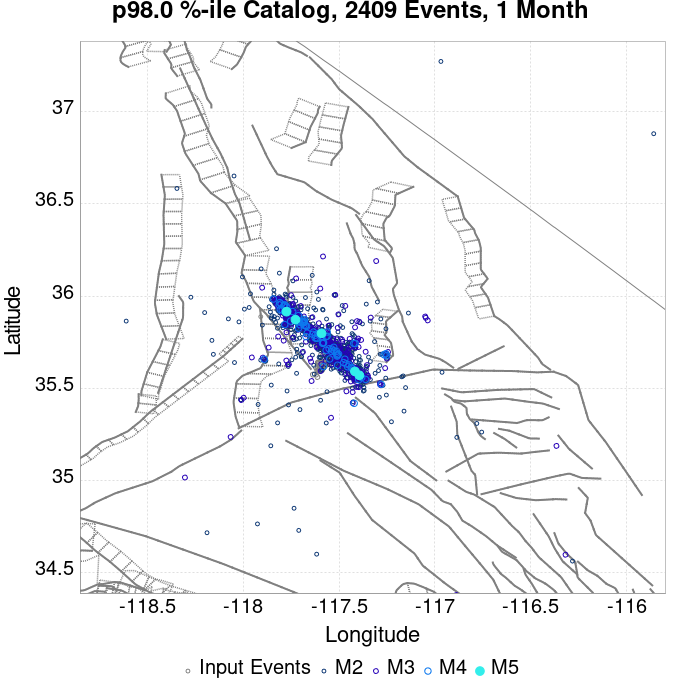 p98.0 %-ile Catalog, 2409 Events, 1 Month
37
36.5
36
35.5
35
34.5
Latitude
-118.5 -118 -117.5 -117 -116.5 -116
Longitude
Input Events M2 M3 M4 M5